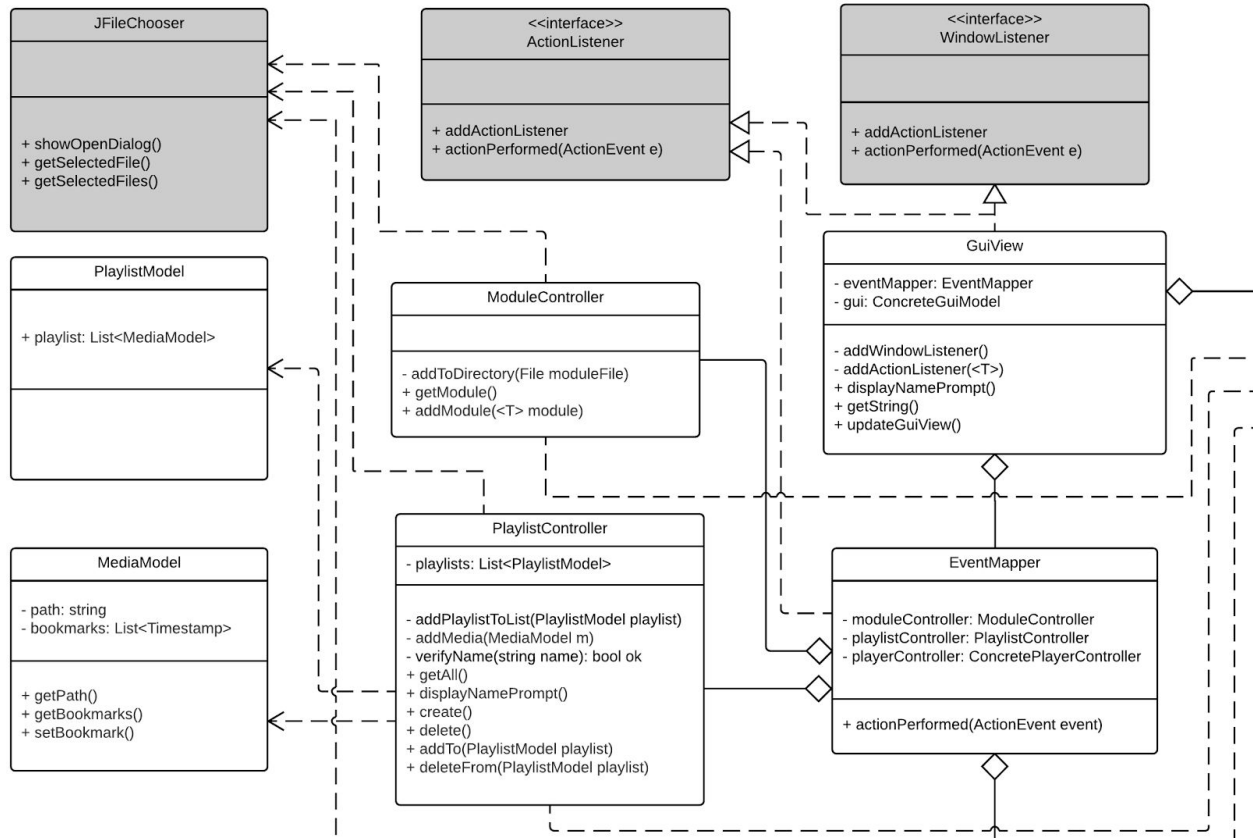 JFileChooser
+ showOpenDialog()
+ getSelectedFile()
+ getSelectedFiles()
<<interface>>
ActionListener
+ addActionListener
+ actionPerformed(ActionEvent e)
<<interface>>
WindowListener
+ addActionListener
+ actionPerformed(ActionEvent e)
PlaylistModel
+ playlist: List<MediaModel>
ModuleController
- addToDirectory(File moduleFile)
+ getModule()
+ addModule(<T> module)
GuiView
- eventMapper: EventMapper
- gui: ConcreteGuiModel
- addWindowListener()
- addActionListener(<T>)
+ displayNamePrompt()
+ getString()
+ updateGuiView()
MediaModel
- path: string
- bookmarks: List<Timestamp>
+ getPath()
+ getBookmarks()
+ setBookmark()
PlaylistController
- playlists: List<PlaylistModel>
- addPlaylistToList(PlaylistModel playlist)
- addMedia(MediaModel m)
- verifyName(string name): bool ok
+ getAll()
+ displayNamePrompt()
+ create()
+ delete()
+ addTo(PlaylistModel playlist)
+ deleteFrom(PlaylistModel playlist)
EventMapper
- moduleController: ModuleController
- playlistController: PlaylistController
- playerController: ConcretePlayerController
+ actionPerformed(ActionEvent event)